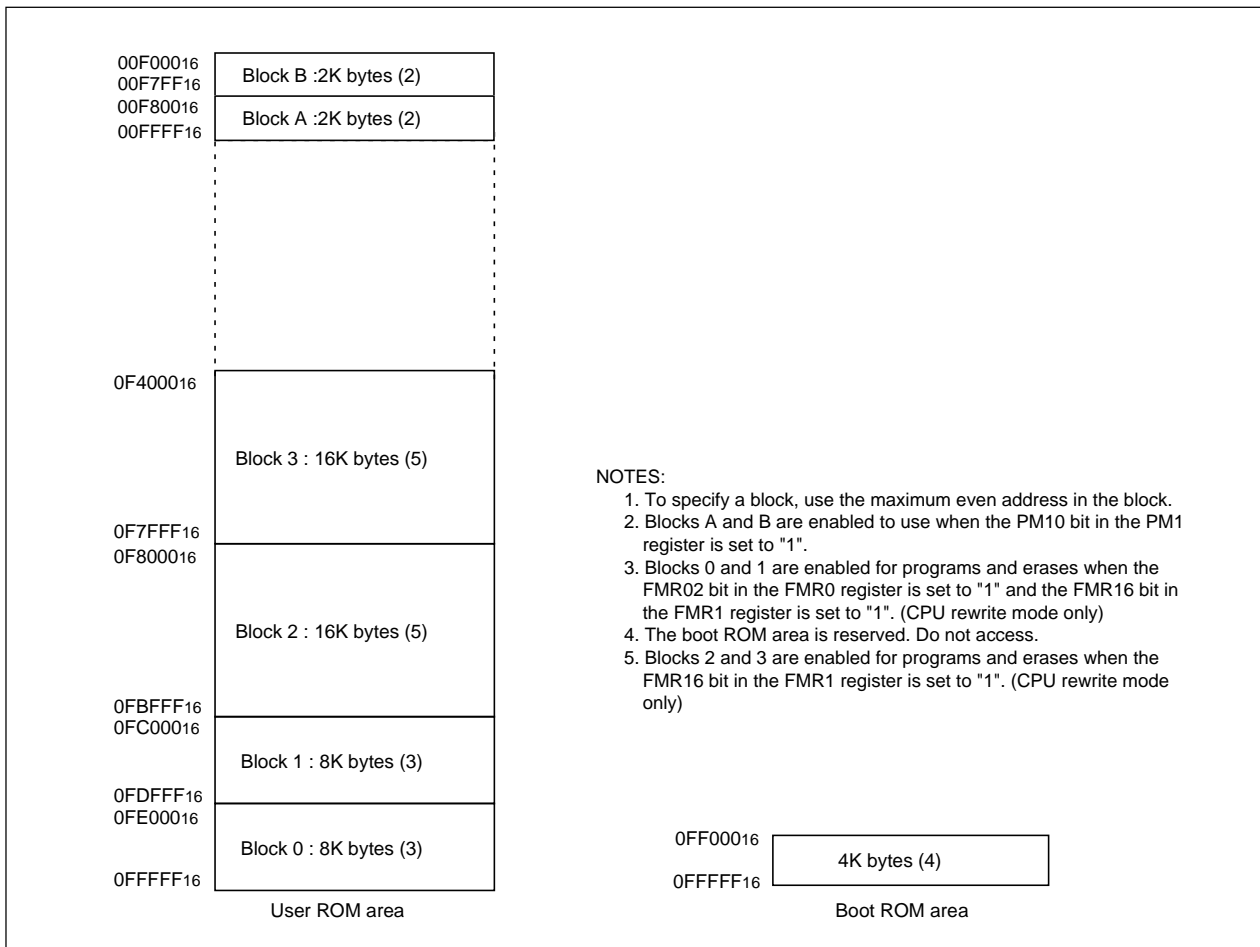 00F00016
Block B :2K bytes (2)
00F7FF16
00F80016
Block A :2K bytes (2)
00FFFF16
0F400016
Block 3 : 16K bytes (5)
0F7FFF16
0F800016
Block 2 : 16K bytes (5)
0FBFFF16
0FC00016
Block 1 : 8K bytes (3)
0FDFFF16
0FE00016
Block 0 : 8K bytes (3)
0FFFFF16
User ROM area
NOTES:
1. To specify a block, use the maximum even address in the block.
2. Blocks A and B are enabled to use when the PM10 bit in the PM1
register is set to "1".
3. Blocks 0 and 1 are enabled for programs and erases when the
FMR02 bit in the FMR0 register is set to "1" and the FMR16 bit in
the FMR1 register is set to "1". (CPU rewrite mode only)
4. The boot ROM area is reserved. Do not access.
5. Blocks 2 and 3 are enabled for programs and erases when the
FMR16 bit in the FMR1 register is set to "1". (CPU rewrite mode
only)
0FF00016
4K bytes (4)
0FFFFF16
Boot ROM area